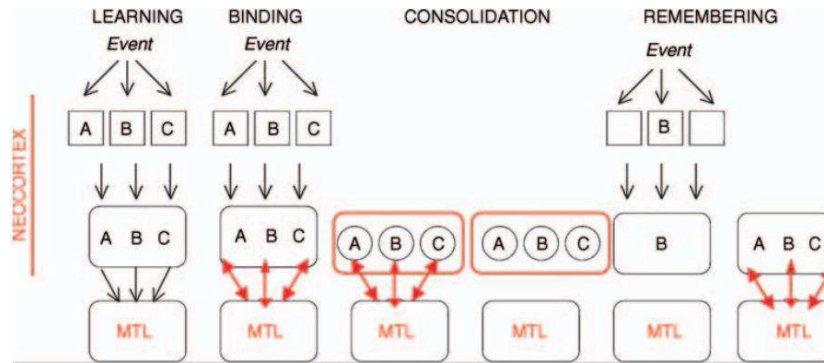 LEARNING BINDING CONSOLIDATION REMEMBERING
Event Event Event
NEOCORTEX
A B C A B C B
A B C A B C A B C A B C B A B C
MTL MTL MTL MTL MTL MTL